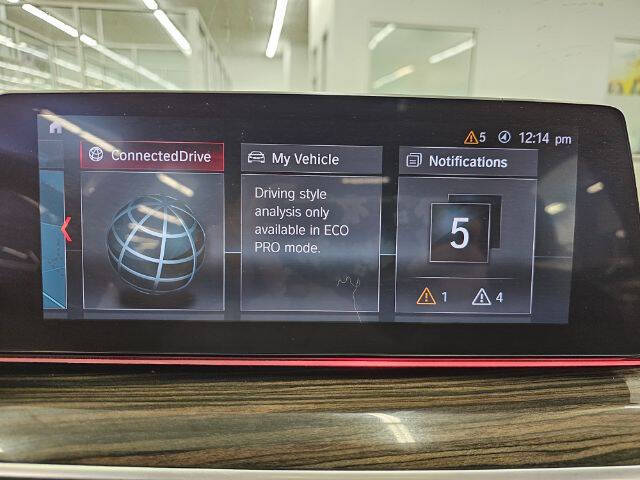 5 12:14 pm
ConnectedDrive
My Vehicle
Notifications
Driving style
analysis only
available in ECO
PRO mode.
5
1 4